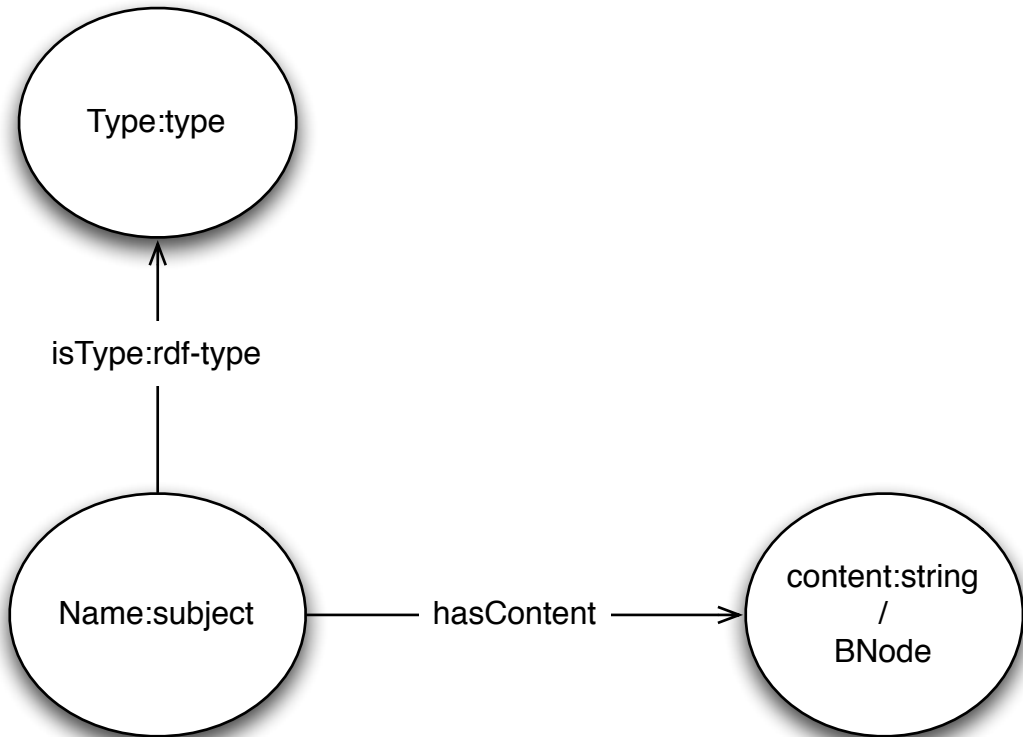 Type:type
isType:rdf-type
Name:subject
hasContent
content:string
/
BNode